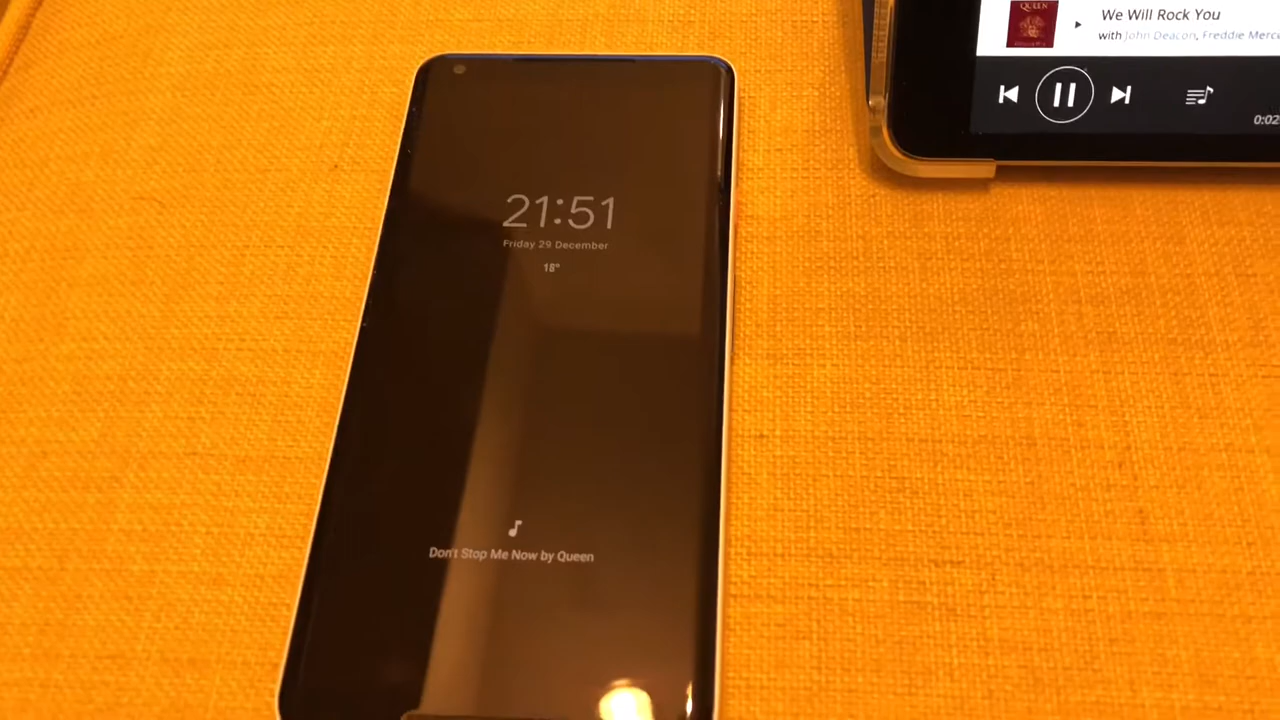 QUEEN
We Will Rock You
with John Deacon, Freddie Merc
0:02
21:51
Friday 29 December
18°
Don't Stop Me Now by Queen